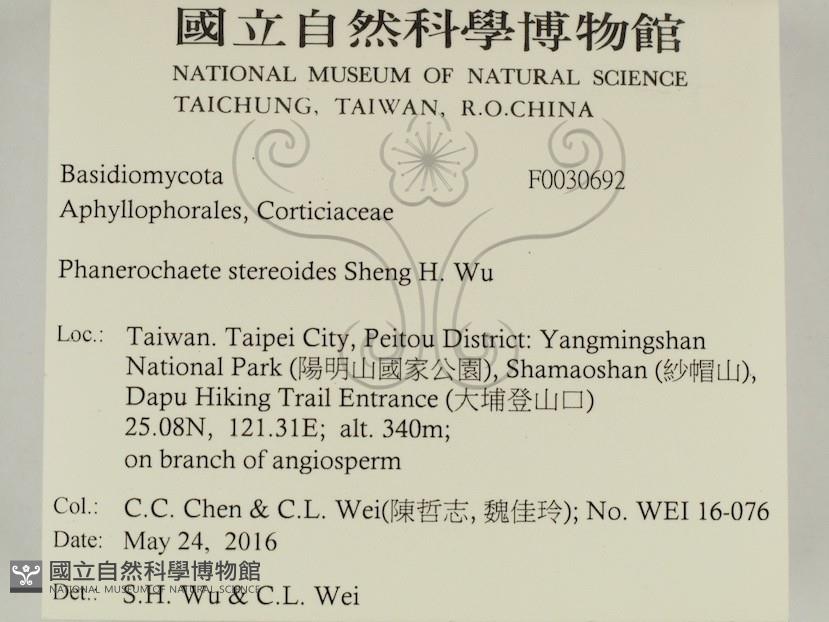 國立自然科學博物館
NATIONAL MUSEUM OF NATURAL SCIENCE
TAICHUNG, TAIWAN, R.O.CHINA
Basidiomycota F0030692
Aphyllophorales, Corticiaceae
Phanerochaete stereoides Sheng H. Wu
Loc.: Taiwan. Taipei City, Peitou District: Yangmingshan
National Park (陽明山國家公園), Shamaoshan (紗帽山),
Dapu Hiking Trail Entrance (大埔登山口)
25.08N, 121.31E; alt. 340m;
on branch of angiosperm
Col.: C.C. Chen & C.L. Wei(陳哲志, 魏佳玲); No. WEI 16-076
Date: May 24, 2016
國立自然科學博物館
NATIONAL MUSEUM OF NATURAL SCIENCE
Det.: S.H. Wu & C.L. Wei